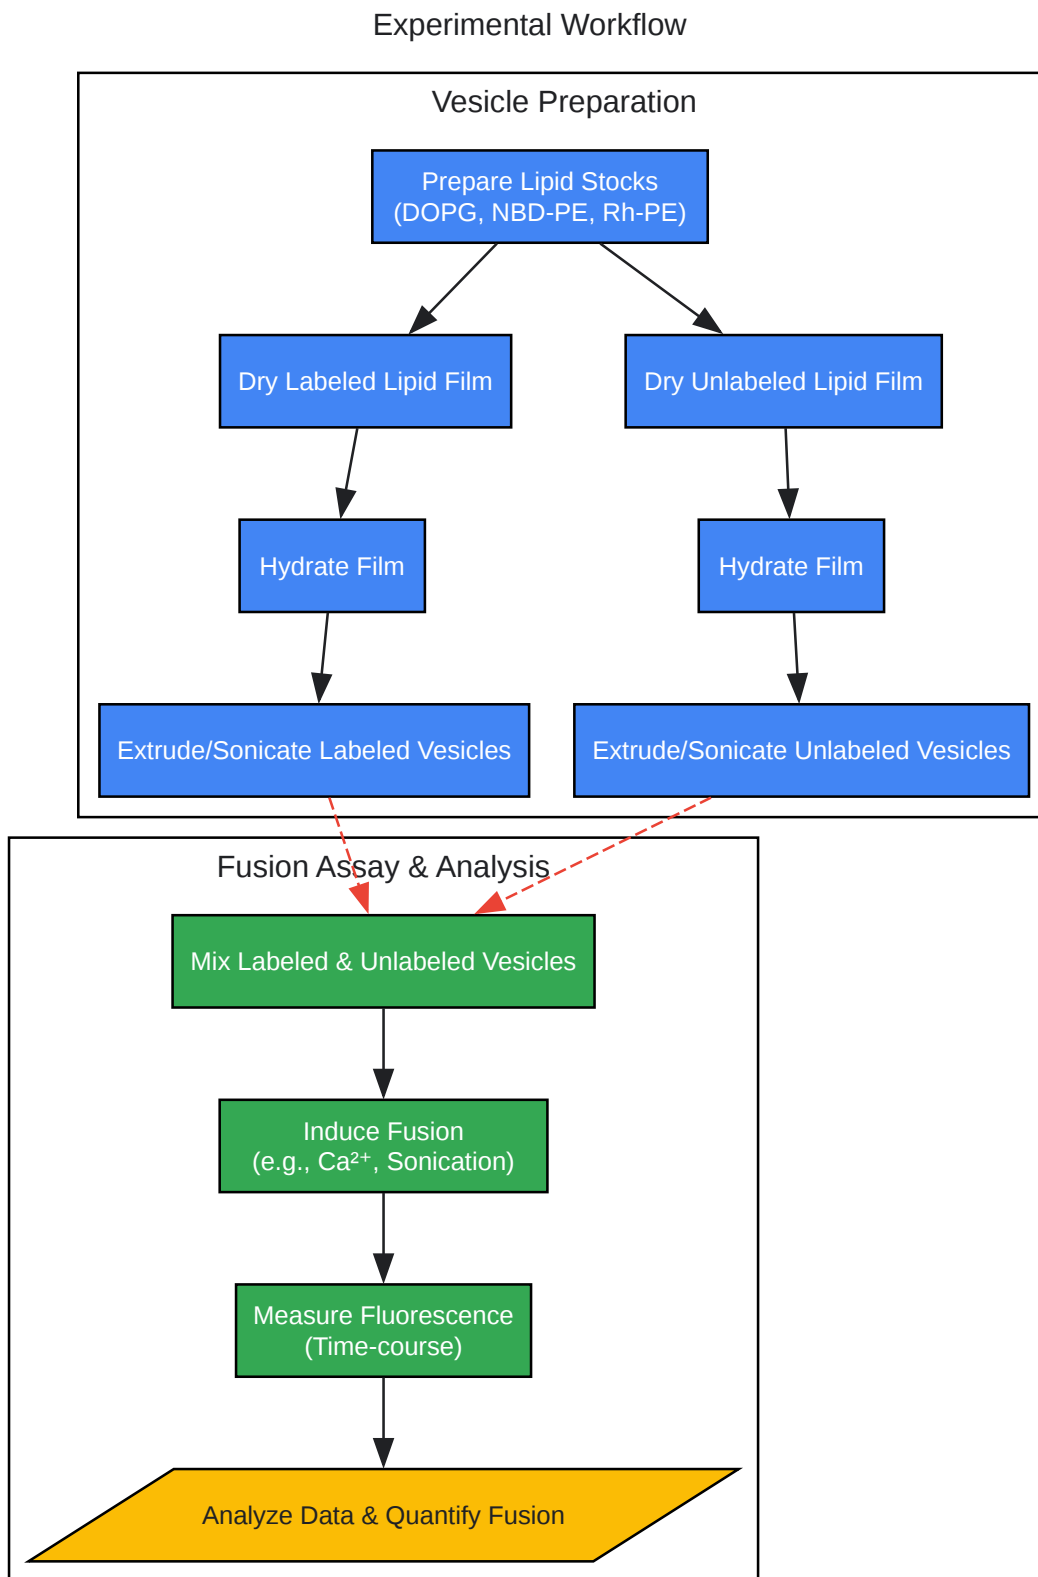 Experimental Workflow
Vesicle Preparation
Prepare Lipid Stocks
(DOPG, NBD-PE, Rh-PE)
Dry Labeled Lipid Film
Dry Unlabeled Lipid Film
Hydrate Film
Hydrate Film
Extrude/Sonicate Labeled Vesicles
Extrude/Sonicate Unlabeled Vesicles
Fusion Assay & Analysis
Mix Labeled & Unlabeled Vesicles
Induce Fusion
(e.g., Ca²⁺, Sonication)
Measure Fluorescence
(Time-course)
Analyze Data & Quantify Fusion